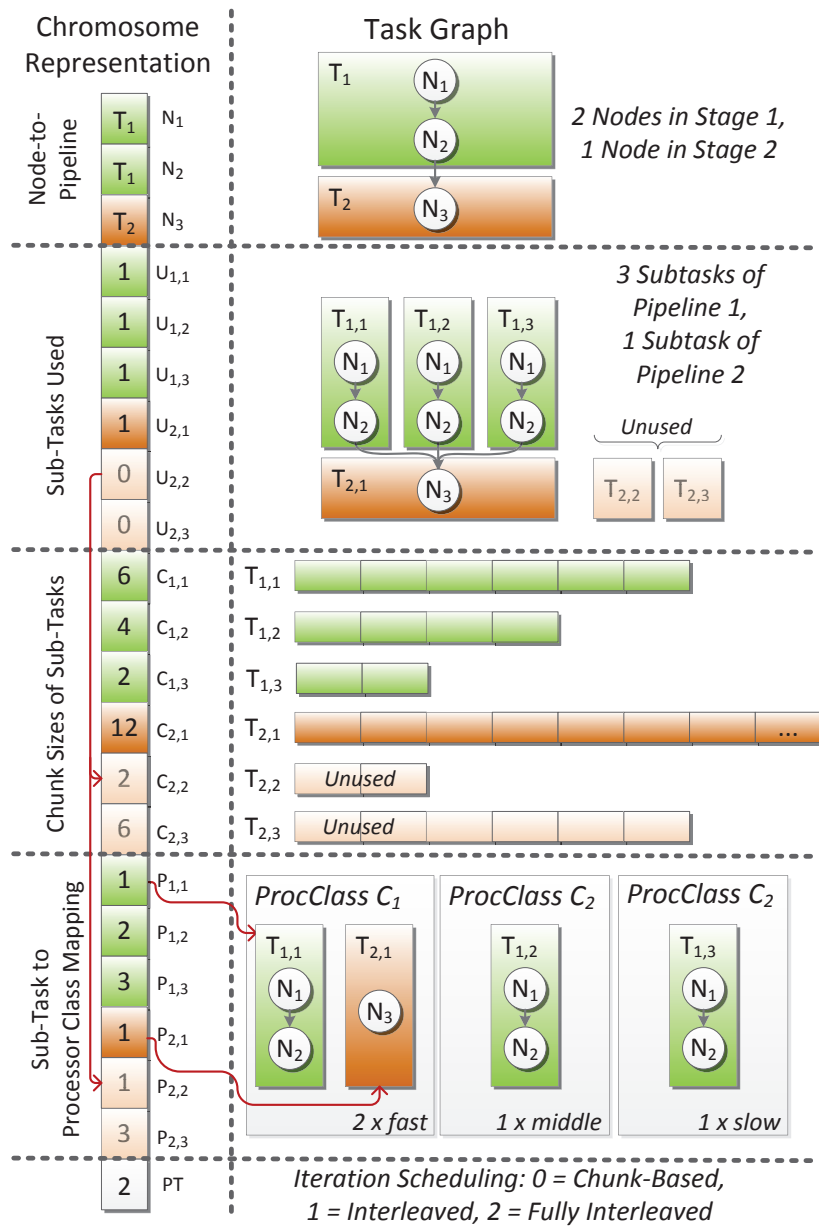 Chromosome
Representation
Task Graph
Node-to-
Pipeline
T1 N1
T1 N2
T2 N3
T1
N1
N2
T2
N3
2 Nodes in Stage 1,
1 Node in Stage 2
Sub-Tasks Used
1 U1,1
1 U1,2
1 U1,3
1 U2,1
0 U2,2
0 U2,3
3 Subtasks of
Pipeline 1,
1 Subtask of
Pipeline 2
T1,1 T1,2 T1,3
N1 N1 N1
N2 N2 N2
T2,1 N3
Unused
T2,2 T2,3
Chunk Sizes of Sub-Tasks
6 C1,1
4 C1,2
2 C1,3
12 C2,1
2 C2,2
6 C2,3
T1,1
T1,2
T1,3
T2,1 ...
T2,2 Unused
T2,3 Unused
Sub-Task to
Processor Class Mapping
1 P1,1
2 P1,2
3 P1,3
1 P2,1
1 P2,2
3 P2,3
ProcClass C1
T1,1 T2,1
N1
N3
N2
2 x fast
ProcClass C2
T1,2
N1
N2
1 x middle
ProcClass C2
T1,3
N1
N2
1 x slow
2 PT
Iteration Scheduling: 0 = Chunk-Based,
1 = Interleaved, 2 = Fully Interleaved